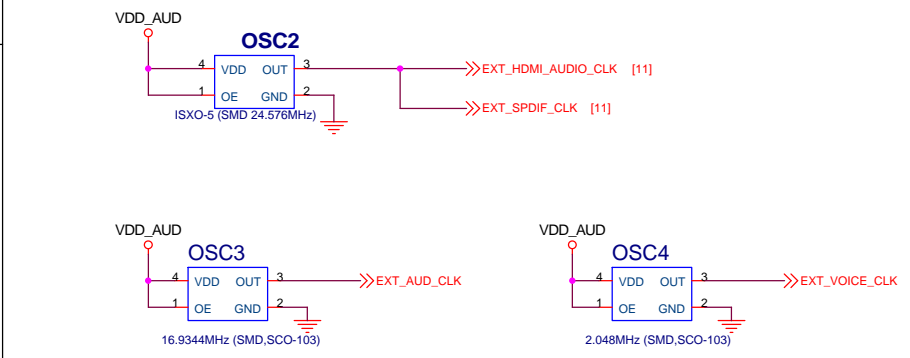 VDD_AUD
OSC2
4 VDD OUT 3
EXT_HDMI_AUDIO_CLK [11]
1 OE GND 2
EXT_SPDIF_CLK [11]
ISXO-5 (SMD 24.576MHz)
VDD_AUD
OSC3
4 VDD OUT 3
EXT_AUD_CLK
1 OE GND 2
16.9344MHz (SMD,SCO-103)
VDD_AUD
OSC4
4 VDD OUT 3
EXT_VOICE_CLK
1 OE GND 2
2.048MHz (SMD,SCO-103)